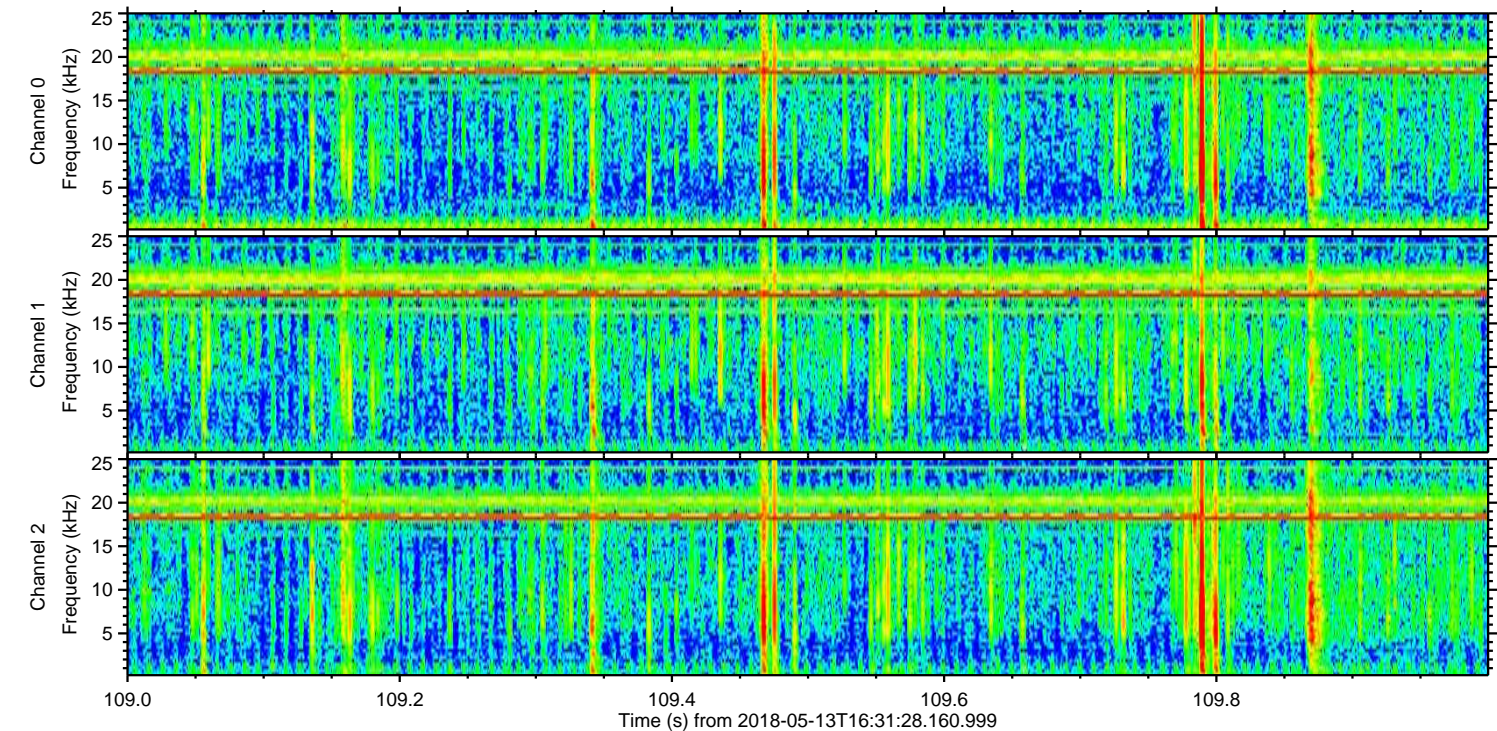 25
20
15
10
5
Channel 0
Frequency (kHz)
25
20
15
10
5
Channel 1
Frequency (kHz)
25
20
15
10
5
Channel 2
Frequency (kHz)
109.0 109.2 109.4 109.6 109.8
Time (s) from 2018-05-13T16:31:28.160.999